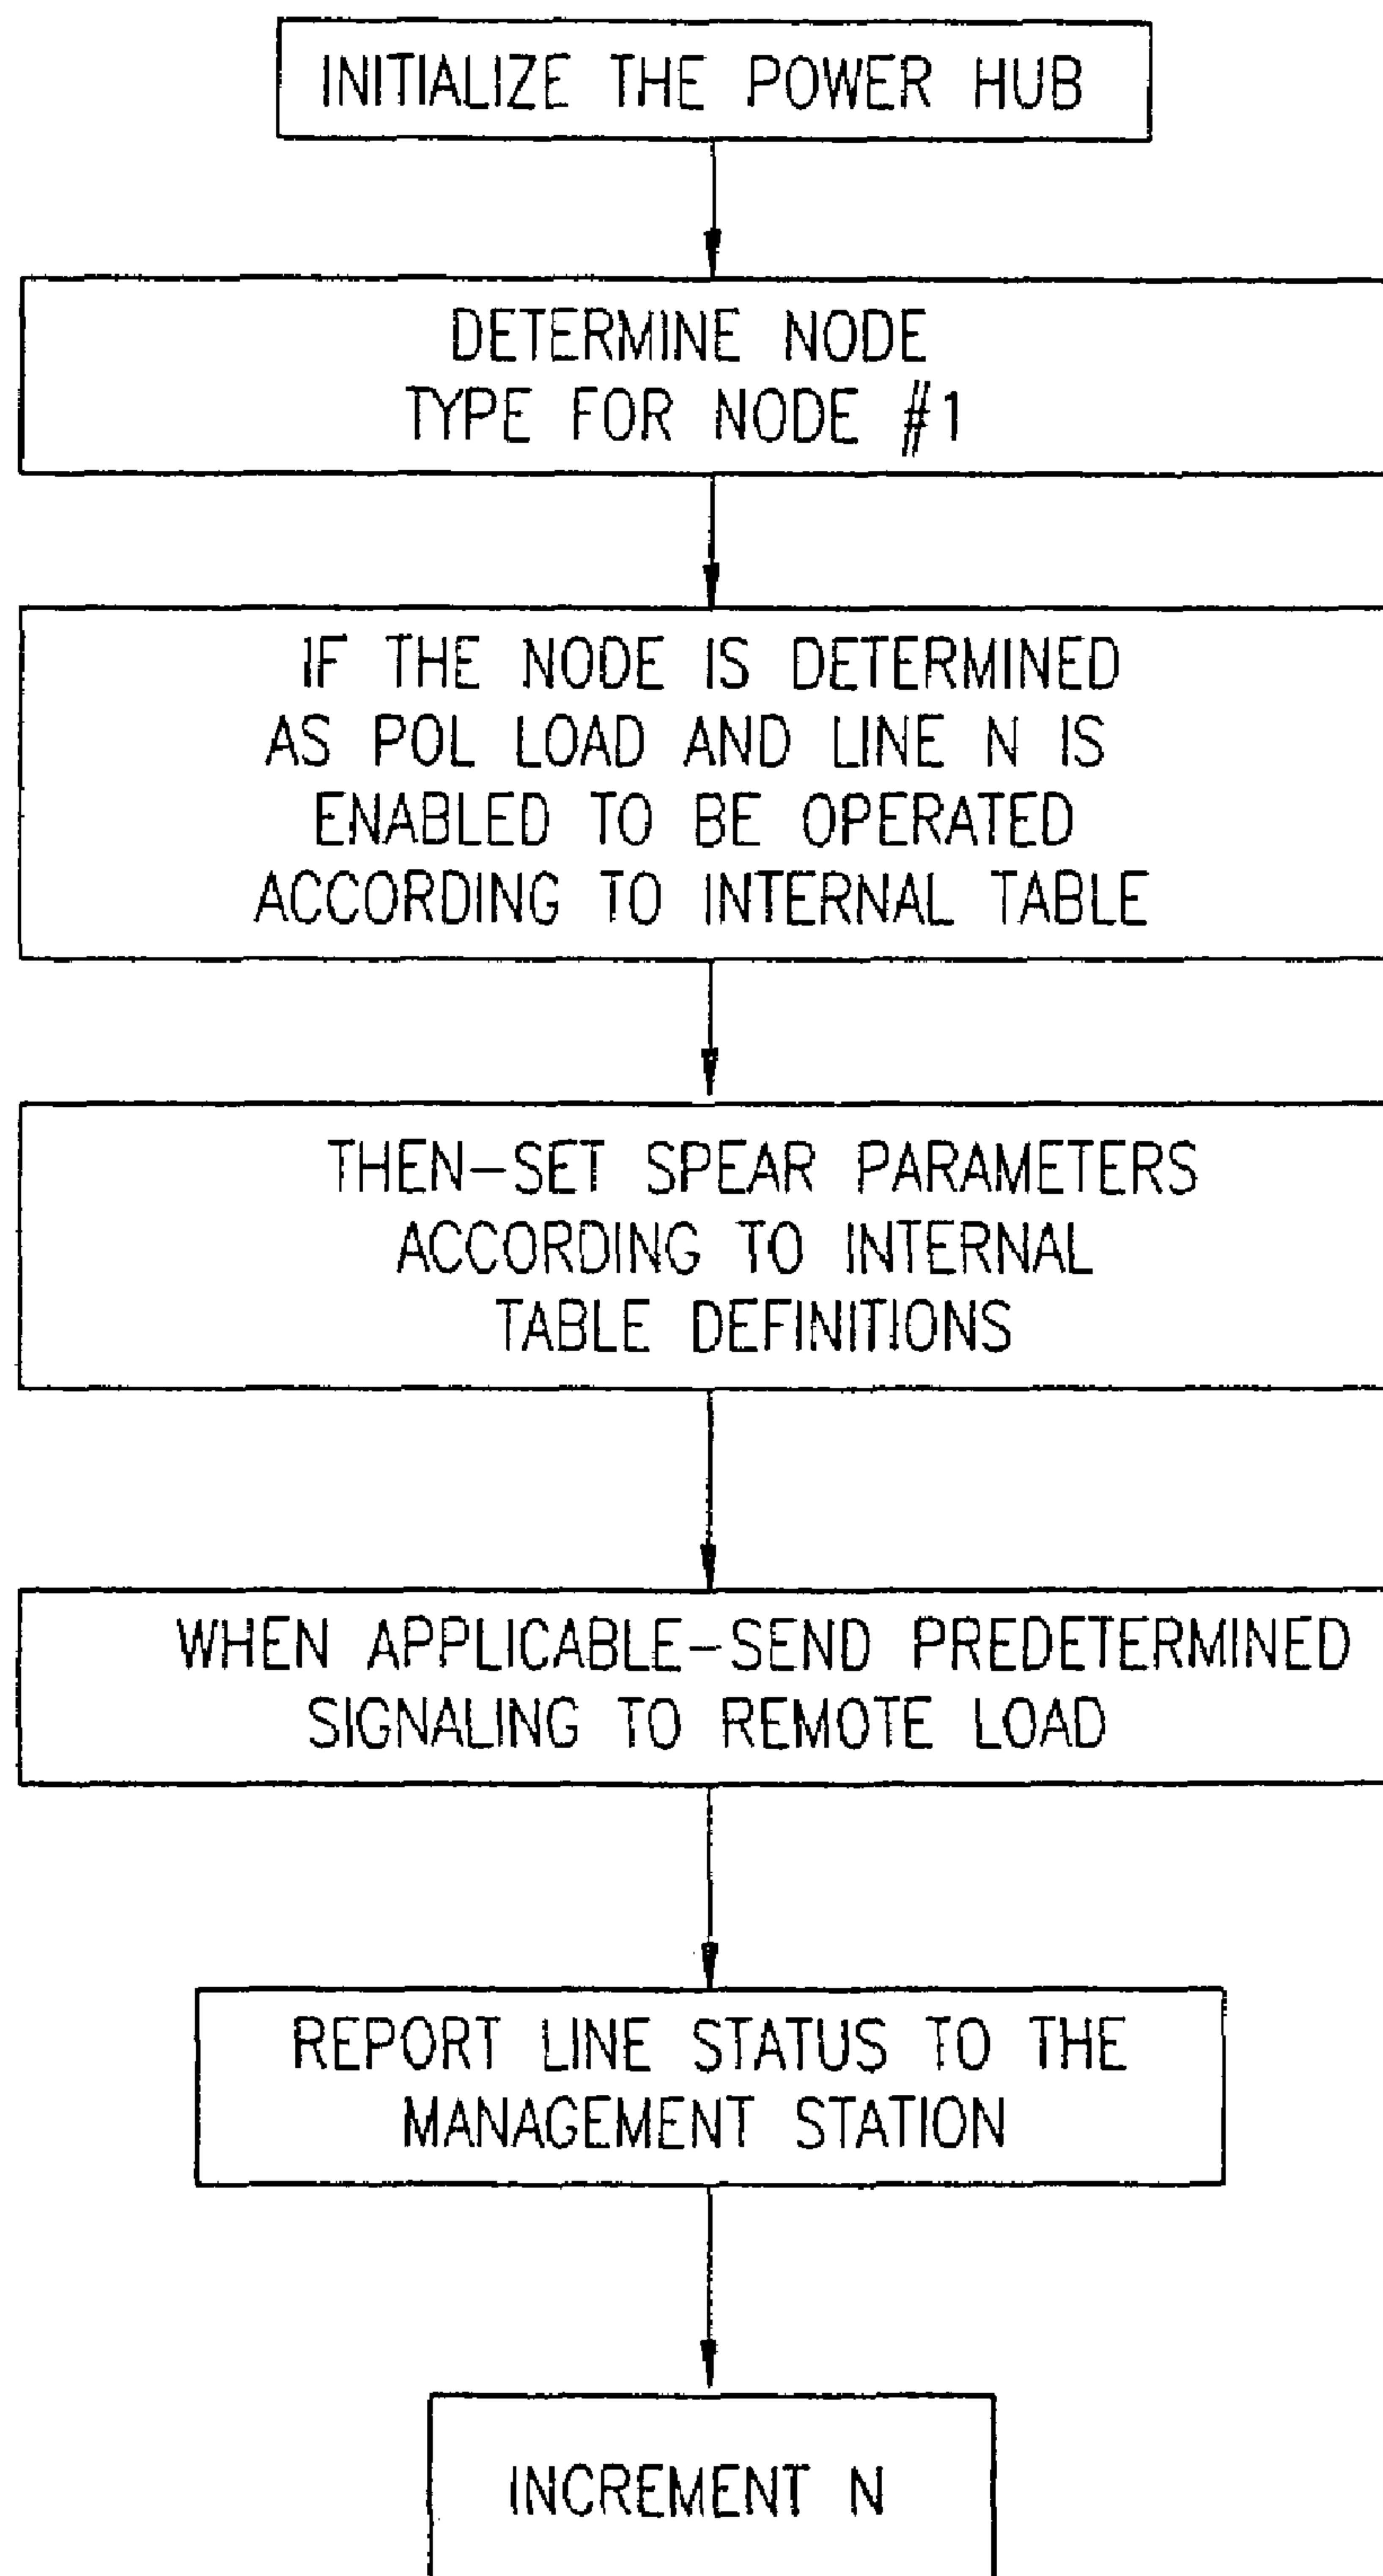 INITIALIZE THE POWER HUB
DETERMINE NODE
TYPE FOR NODE #1
IF THE NODE IS DETERMINED
AS POL LOAD AND LINE N IS
ENABLED TO BE OPERATED
ACCORDING TO INTERNAL TABLE
THEN-SET SPEAR PARAMETERS
ACCORDING TO INTERNAL
TABLE DEFINITIONS
WHEN APPLICABLE-SEND PREDETERMINED
SIGNALING TO REMOTE LOAD
REPORT LINE STATUS TO THE
MANAGEMENT STATION
INCREMENT N